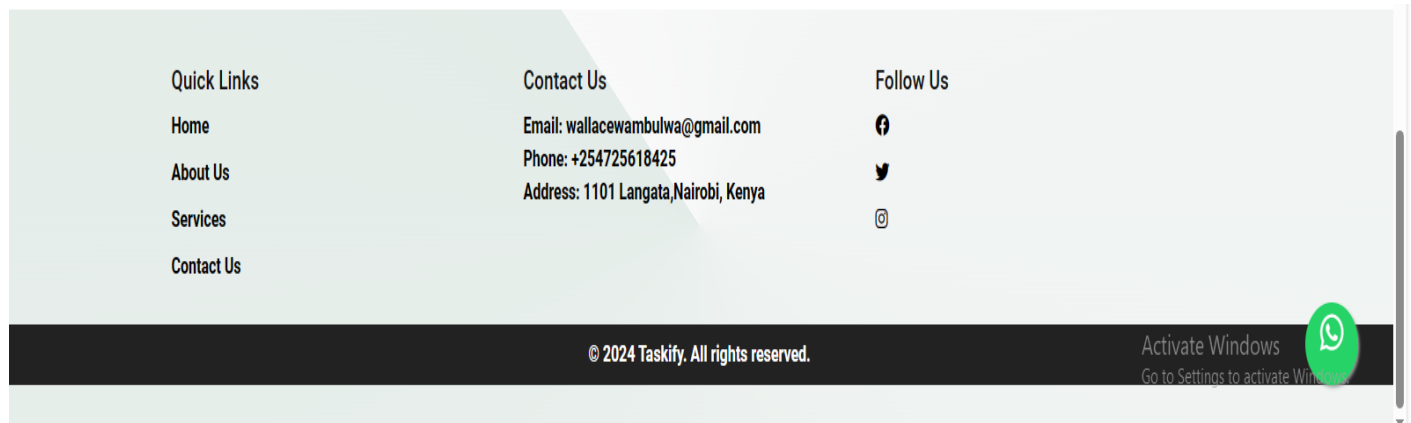 Quick Links
Home
About Us
Services
Contact Us
Contact Us
Email: wallacewambulwa@gmail.com
Phone: +254725618425
Address: 1101 Langata,Nairobi, Kenya
Follow Us
© 2024 Taskify. All rights reserved.
Activate Windows
Go to Settings to activate Windows.